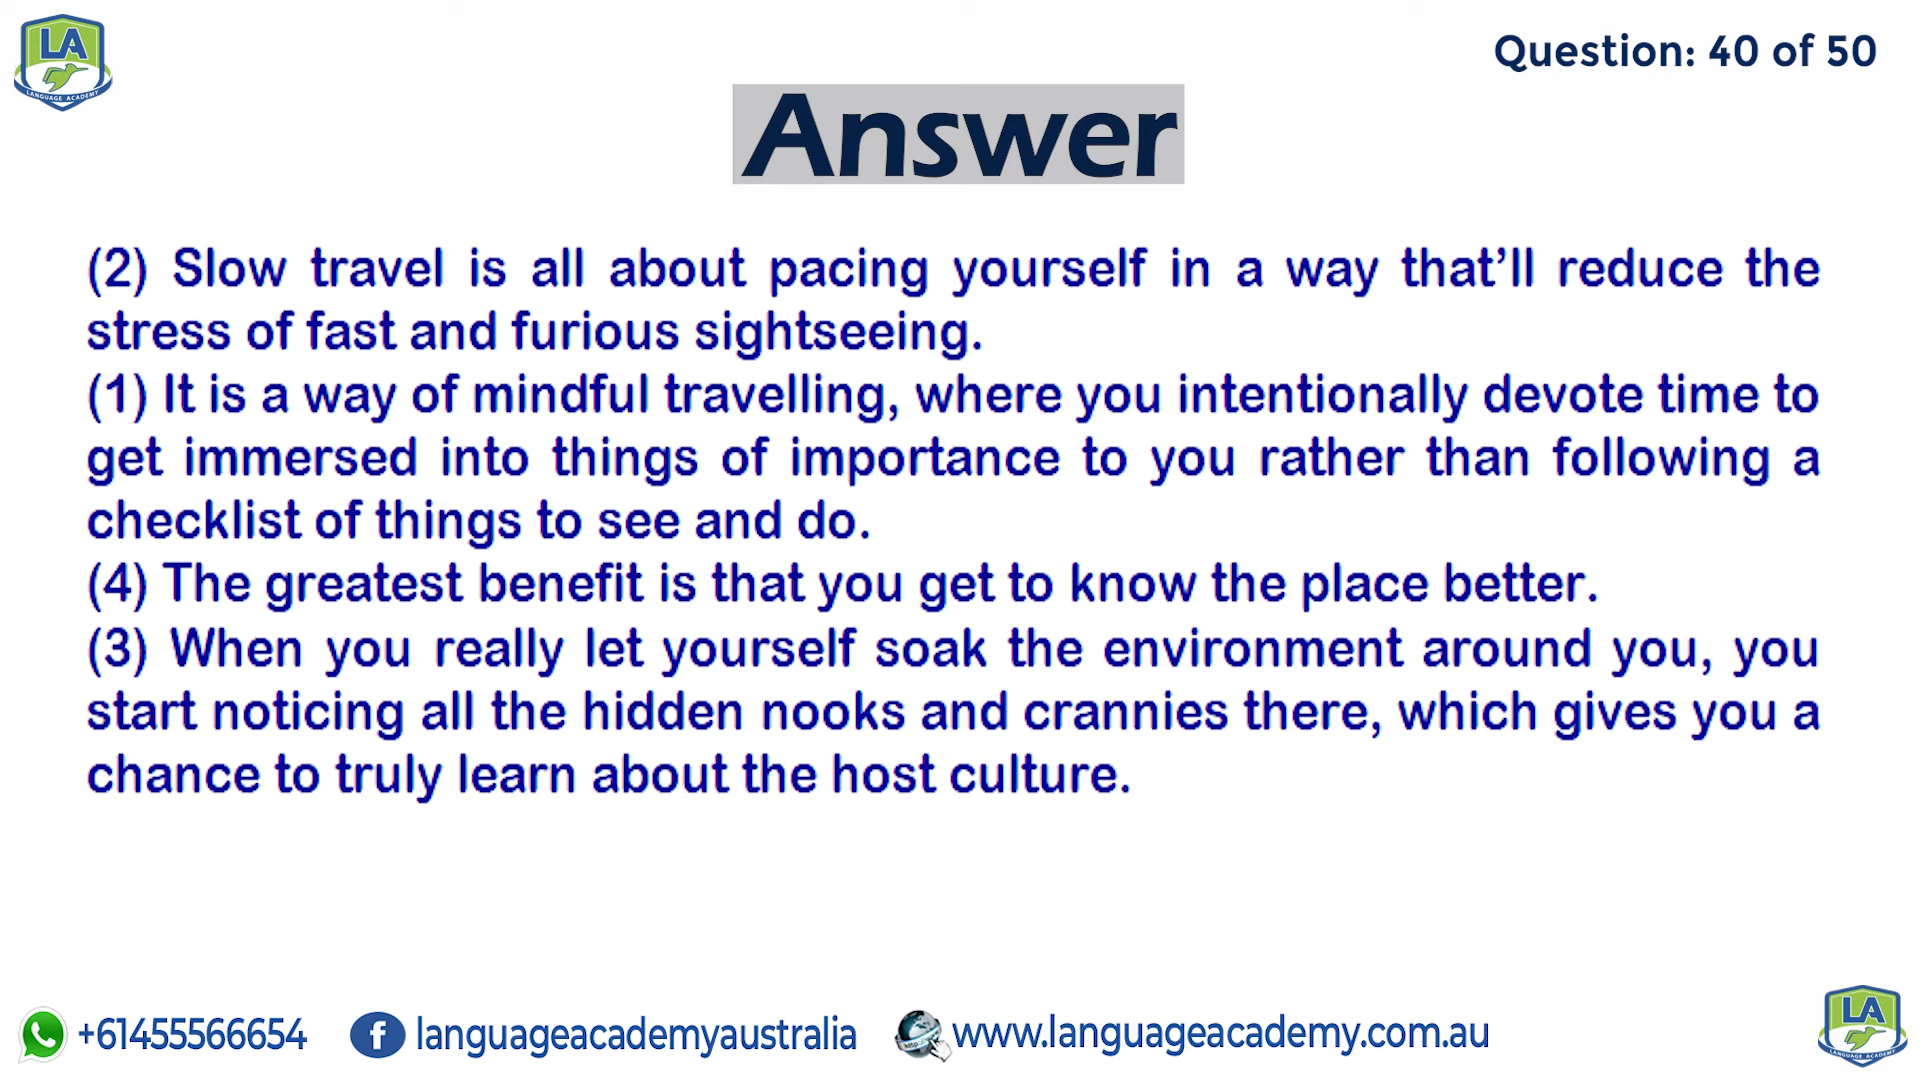 LA
LANGUAGE ACADEMY
Question: 40 of 50
Answer
(2) Slow travel is all about pacing yourself in a way that’ll reduce the
stress of fast and furious sightseeing.
(1) It is a way of mindful travelling, where you intentionally devote time to
get immersed into things of importance to you rather than following a
checklist of things to see and do.
(4) The greatest benefit is that you get to know the place better.
(3) When you really let yourself soak the environment around you, you
start noticing all the hidden nooks and crannies there, which gives you a
chance to truly learn about the host culture.
+61455566654
f languageacademyaustralia
www.languageacademy.com.au
LA
LANGUAGE ACADEMY